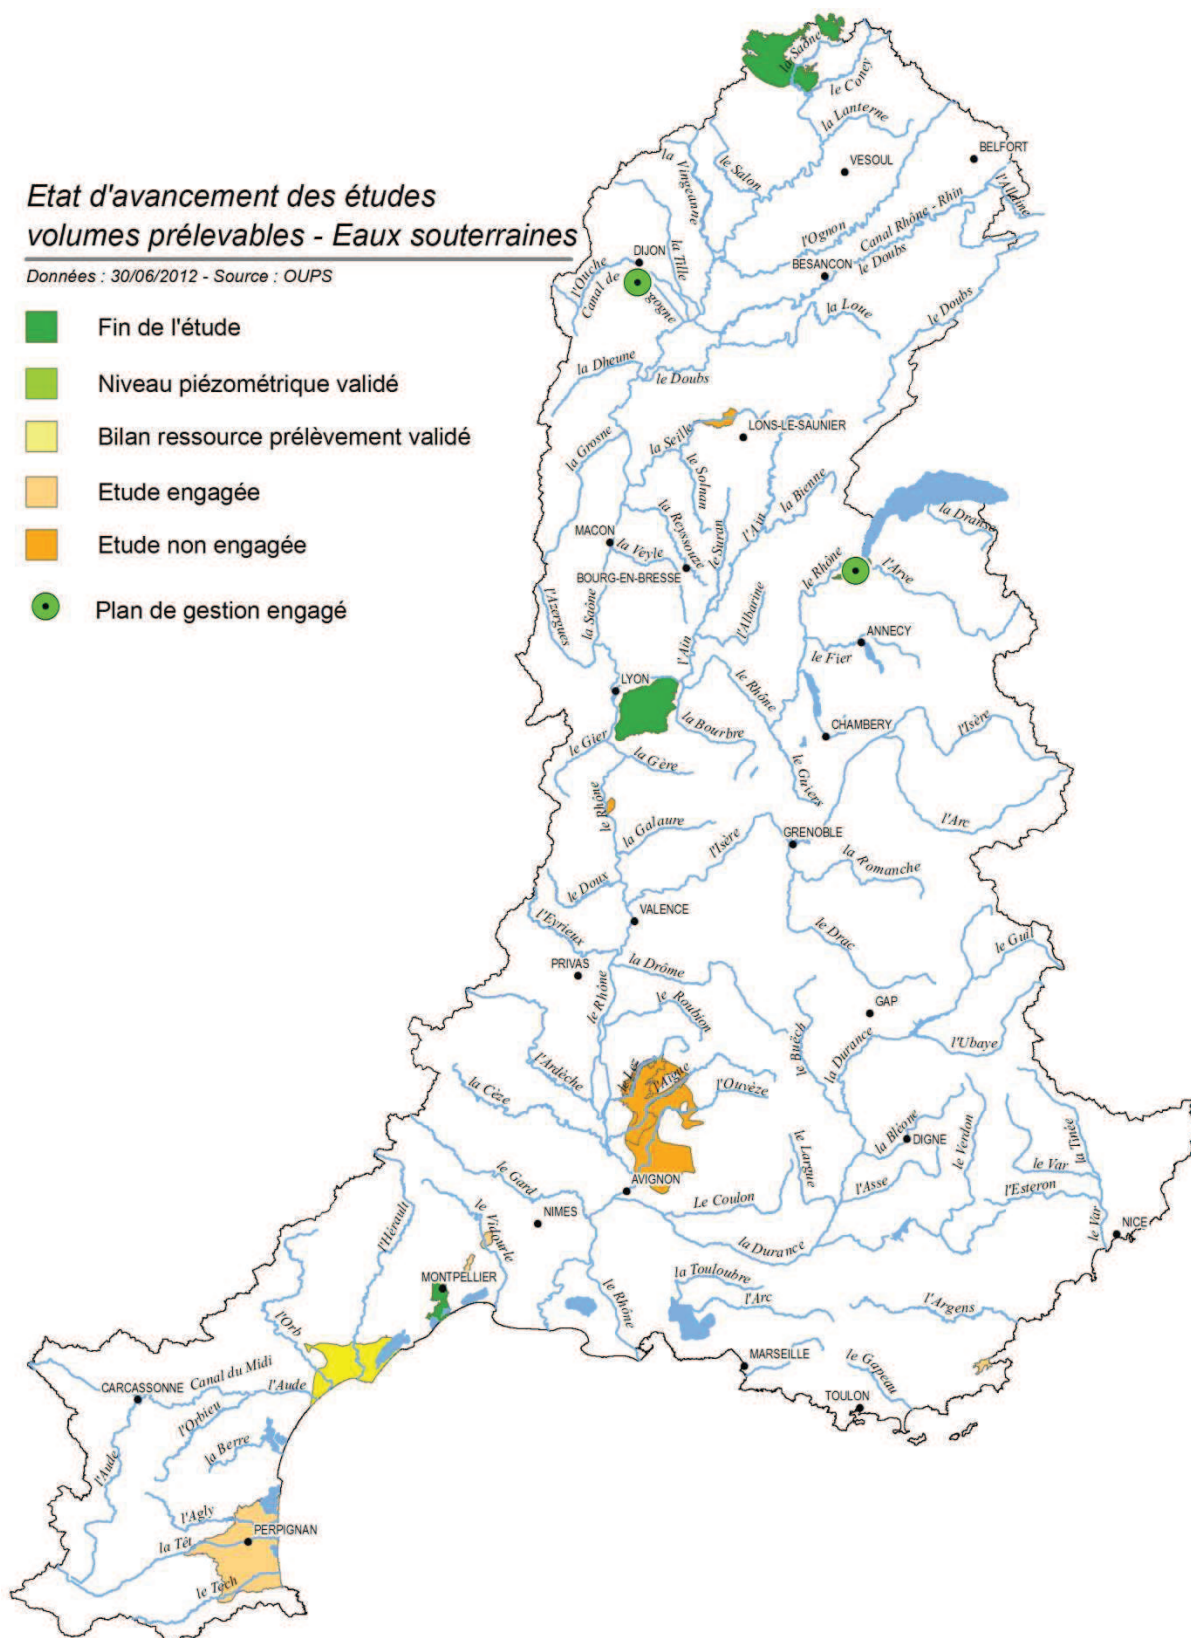 Etat d'avancement des études
volumes prélevables - Eaux souterraines
Données : 30/06/2012 - Source : OUPS
Fin de l'étude
Niveau piézométrique validé
Bilan ressource prélèvement validé
Etude engagée
Etude non engagée
Plan de gestion engagé
la Saône
le Coney
la Lanterne
BELFORT
VESOUL
la Vingeanne
le Salon
l'Allaine
Canal Rhône - Rhin
l'Ognon
la Tille
DIJON
l'Ouche
Canal de
gogne
BESANCON
le Doubs
la Loue
le Doubs
la Dheune
le Doubs
LONS-LE-SAUNIER
la Seille
la Grosne
le Solnan
la Bienne
l'Ain
la Reyssouze
le Suran
la Dranse
MACON
la Veyle
BOURG-EN-BRESSE
le Rhône
l'Arve
l'Azergues
la Saône
l'Albarine
ANNECY
le Fier
l'Ain
LYON
le Rhône
la Bourbre
CHAMBERY
l'Isère
le Gier
la Gère
le Guiers
le Rhône
la Galaure
l'Isère
GRENOBLE
l'Arc
la Romanche
le Doux
l'Eyrieux
VALENCE
le Drac
le Guil
PRIVAS
la Drôme
le Rhône
le Roubion
GAP
le Buëch
la Durance
l'Ubaye
l'Ardèche
le Lez
l'Aigue
l'Ouvèze
la Cèze
la Bléone
le Verdon
la Tinée
DIGNE
le Largue
le Gard
le Var
AVIGNON
Le Coulon
l'Asse
l'Esteron
l'Hérault
le Vidourle
NIMES
la Durance
le Var
NICE
la Touloubre
MONTPELLIER
le Rhône
l'Arc
l'Argens
l'Orb
MARSEILLE
le Gapeau
Canal du Midi
CARCASSONNE
l'Aude
TOULON
l'Orbieu
la Berre
l'Aude
l'Agly
PERPIGNAN
la Têt
le Tech